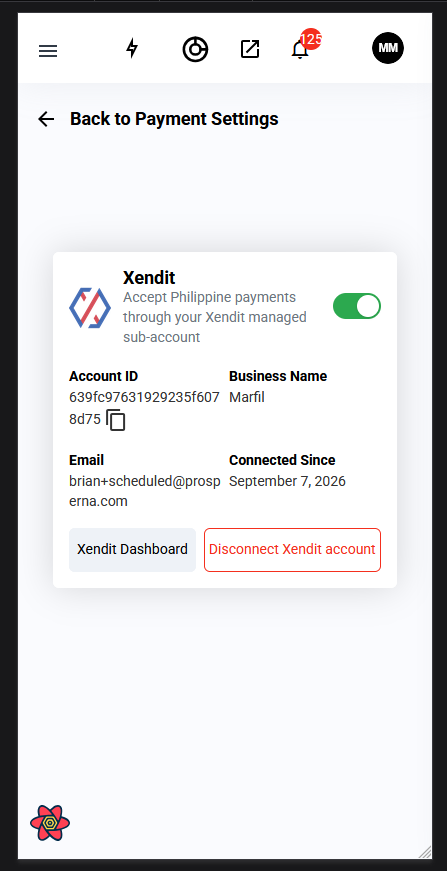 125
MM
Back to Payment Settings
Xendit
Accept Philippine payments
through your Xendit managed
sub-account
Account ID
639fc97631929235f607
8d75
Business Name
Marfil
Email
brian+scheduled@prosp
erna.com
Connected Since
September 7, 2026
Xendit Dashboard
Disconnect Xendit account